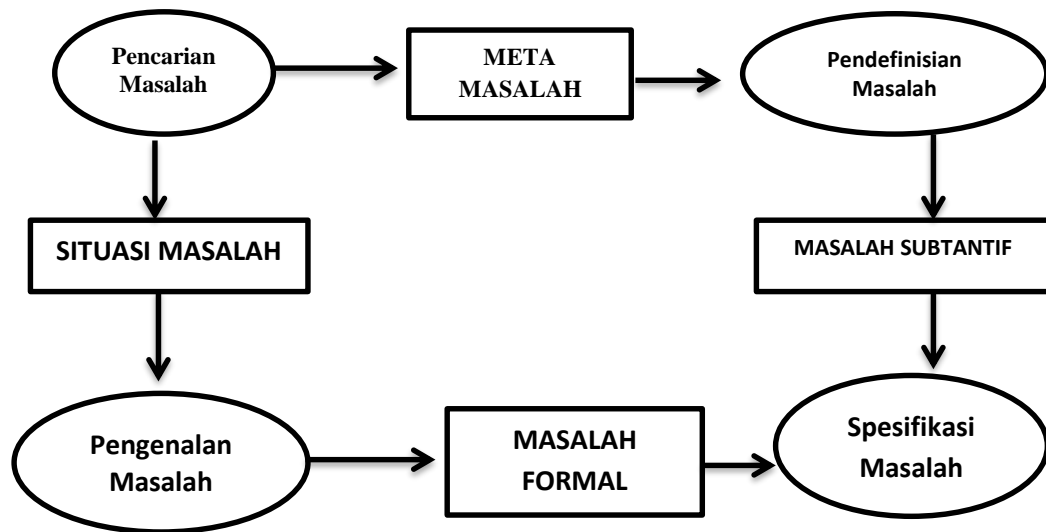 Pencarian
Masalah
META
MASALAH
Pendefinisian
Masalah
SITUASI MASALAH
MASALAH SUBTANTIF
Pengenalan
Masalah
MASALAH
FORMAL
Spesifikasi
Masalah